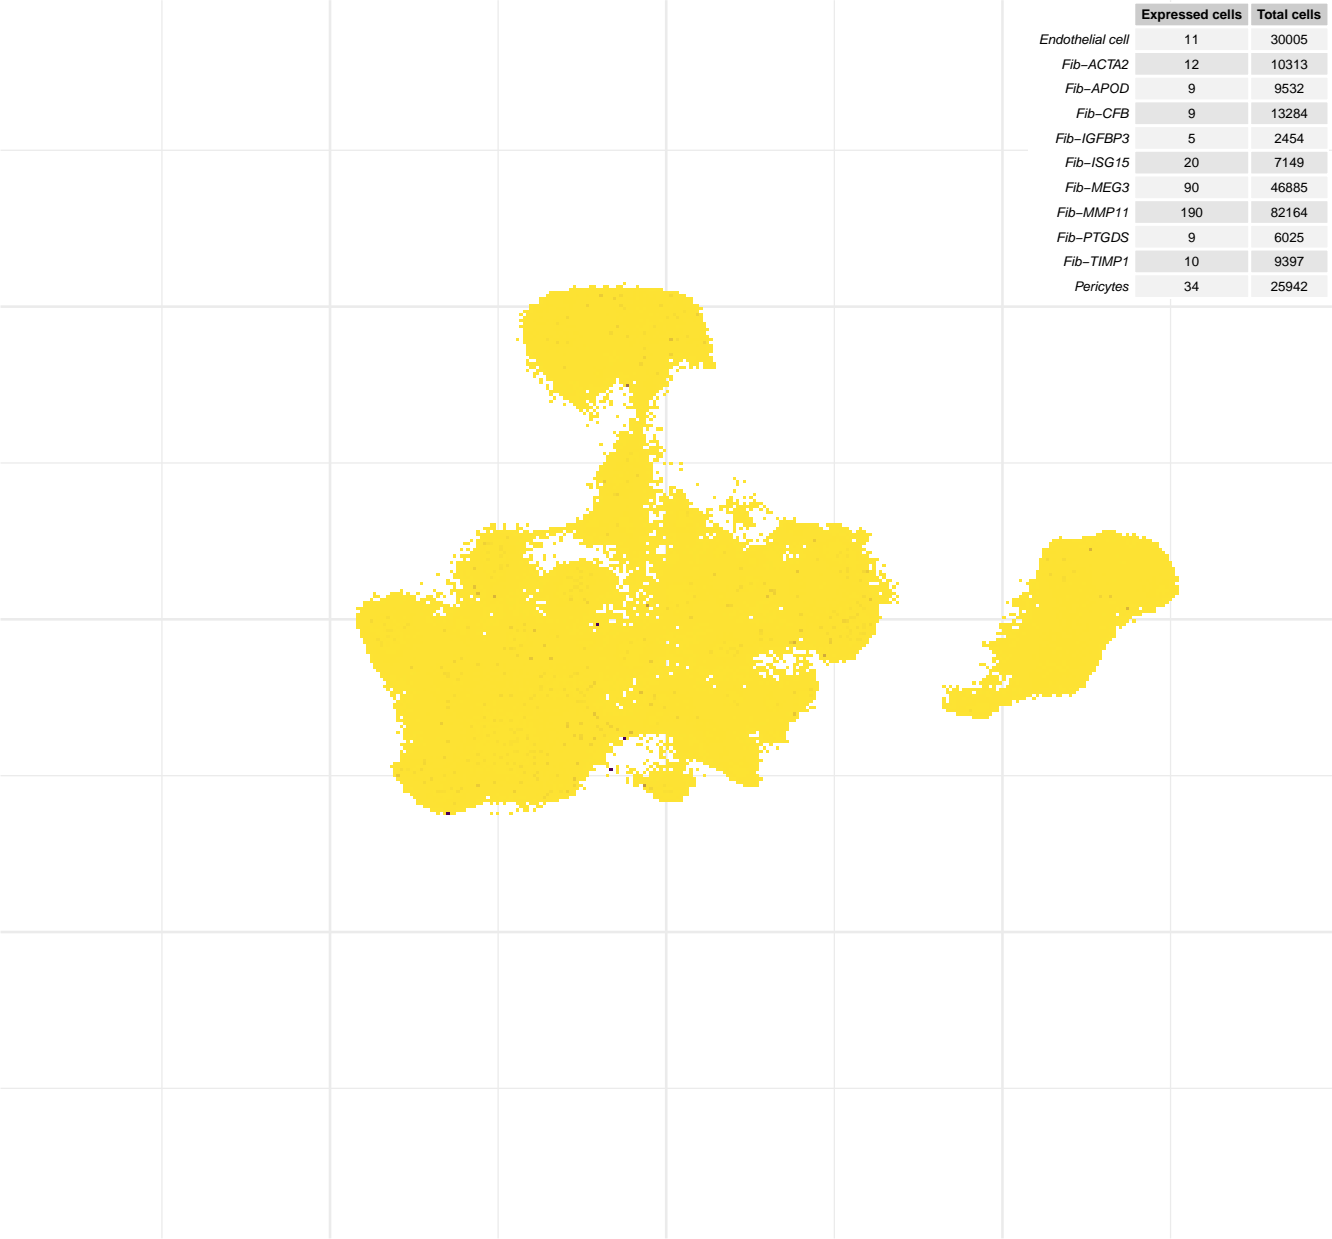 Expressed cells Total cells
Endothelial cell 11 30005
Fib−ACTA2 12 10313
Fib−APOD 9 9532
Fib−CFB 9 13284
Fib−IGFBP3 5 2454
Fib−ISG15 20 7149
Fib−MEG3 90 46885
Fib−MMP11 190 82164
Fib−PTGDS 9 6025
Fib−TIMP1 10 9397
Pericytes 34 25942